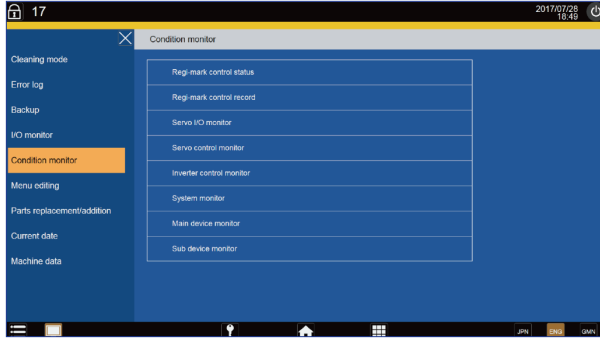 17
2017/07/28
18:49
Condition monitor
Cleaning mode
Error log
Backup
I/O monitor
Condition monitor
Menu editing
Parts replacement/addition
Current date
Machine data
Regi-mark control status
Regi-mark control record
Servo I/O monitor
Servo control monitor
Inverter control monitor
System monitor
Main device monitor
Sub device monitor
JPN
ENG
GMN